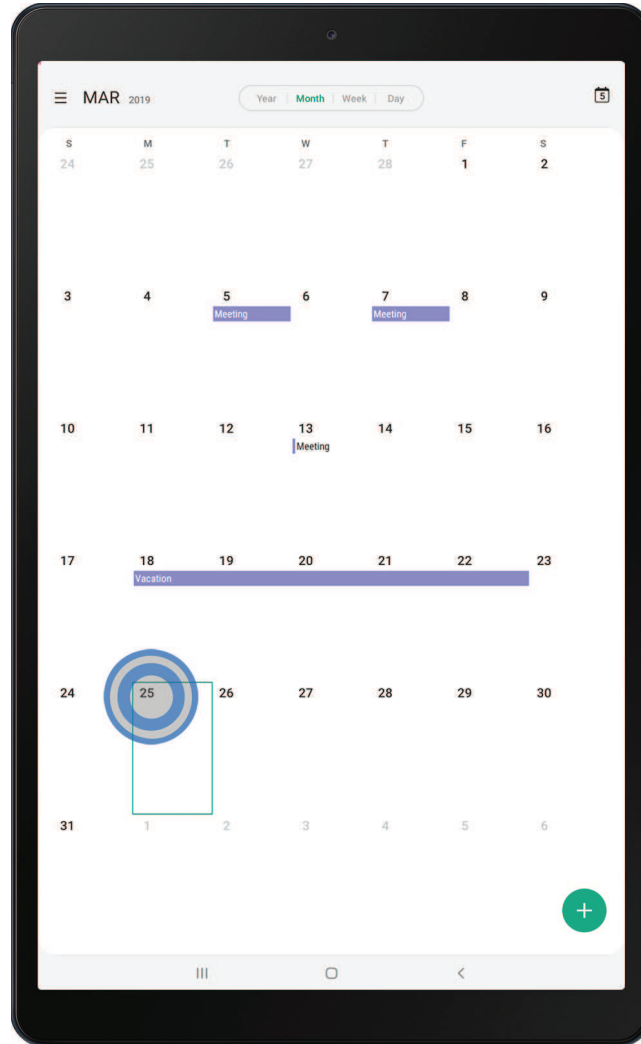 MAR 2019 Year Month Week Day 5
S M T W T F S
24 25 26 27 28 1 2
3 4 5 6 7 8 9
Meeting Meeting
10 11 12 13 14 15 16
Meeting
17 18 19 20 21 22 23
Vacation
24 25 26 27 28 29 30
31 1 2 3 4 5 6